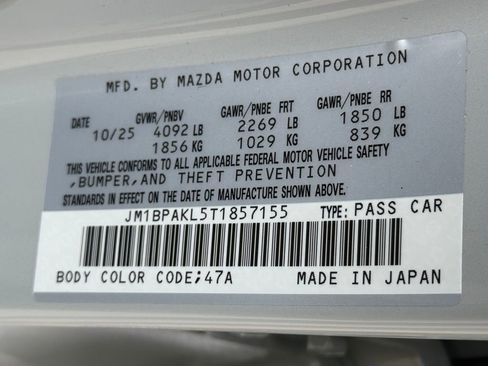 MFD. BY MAZDA MOTOR CORPORATION
DATE GVWR/PNBV GAWR/PNBE FRT GAWR/PNBE RR
10/25 4092 LB 2269 LB 1850 LB
1856 KG 1029 KG 839 KG
THIS VEHICLE CONFORMS TO ALL APPLICABLE FEDERAL MOTOR VEHICLE SAFETY
,BUMPER,AND THEFT PREVENTION
STANDARDS IN EFFECT ON THE DATE OF MANUFACTURE SHOWN ABOVE.
JM1BPAKL5T1857155 TYPE: PASS CAR
BODY COLOR CODE;47A MADE IN JAPAN